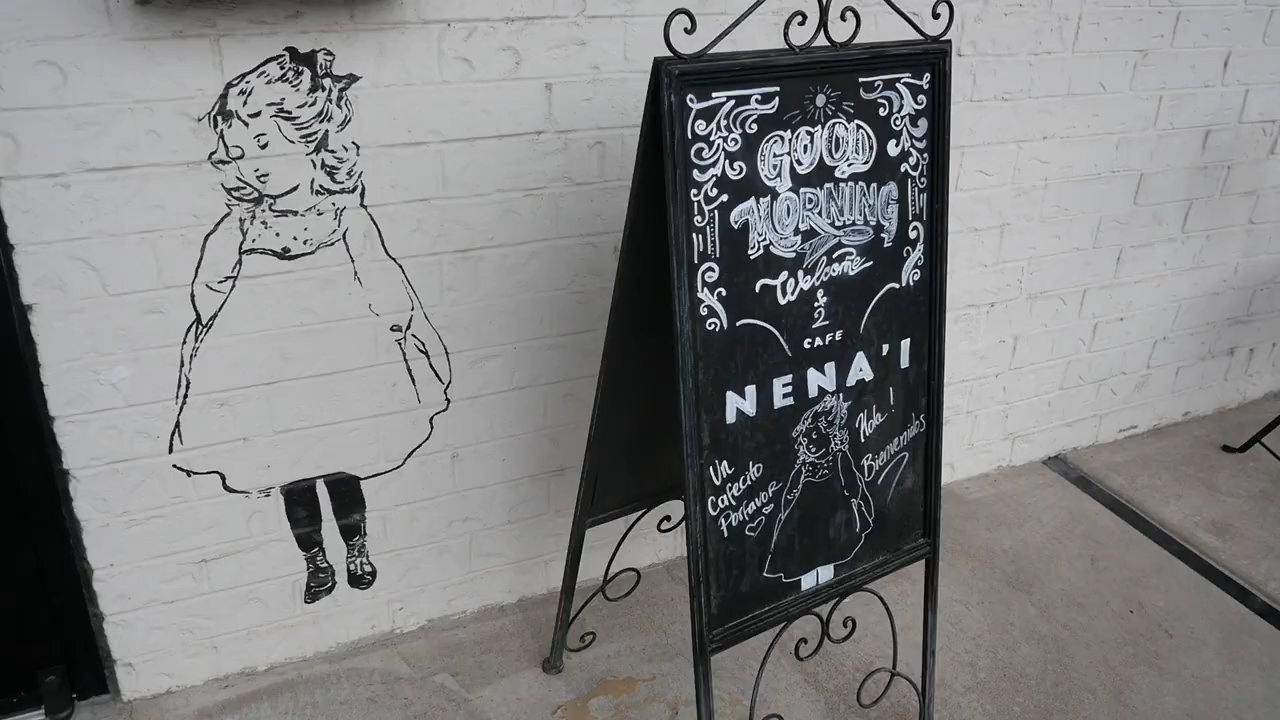 GOOD
MORNING
Welcome
&
2
CAFE
NENA'I
Hola!
Bienvenidos
Un
Cafecito
Porfavor